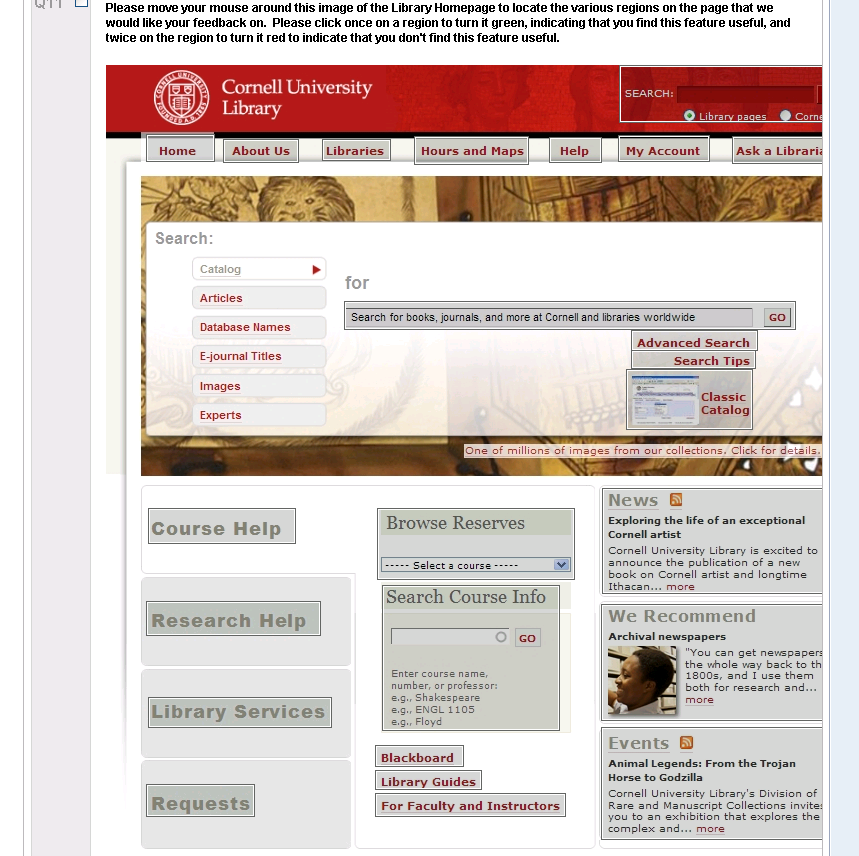 Q11
Please move your mouse around this image of the Library Homepage to locate the various regions on the page that we
would like your feedback on. Please click once on a region to turn it green, indicating that you find this feature useful, and
twice on the region to turn it red to indicate that you don't find this feature useful.
Cornell University
Library
SEARCH:
Library pages Corne
Home About Us Libraries Hours and Maps Help My Account Ask a Libraria
Search:
Catalog
Articles
Database Names
E-journal Titles
Images
Experts
for
Search for books, journals, and more at Cornell and libraries worldwide GO
Advanced Search
Search Tips
Classic
Catalog
One of millions of images from our collections. Click for details.
Course Help
Research Help
Library Services
Requests
Browse Reserves
----- Select a course -----
Search Course Info
GO
Enter course name,
number, or professor:
e.g., Shakespeare
e.g., ENGL 1105
e.g., Floyd
Blackboard
Library Guides
For Faculty and Instructors
News
Exploring the life of an exceptional
Cornell artist
Cornell University Library is excited to
announce the publication of a new
book on Cornell artist and longtime
Ithacan... more
We Recommend
Archival newspapers
"You can get newspapers
the whole way back to th
1800s, and I use them
both for research and...
more
Events
Animal Legends: From the Trojan
Horse to Godzilla
Cornell University Library's Division of
Rare and Manuscript Collections invites
you to an exhibition that explores the
complex and... more